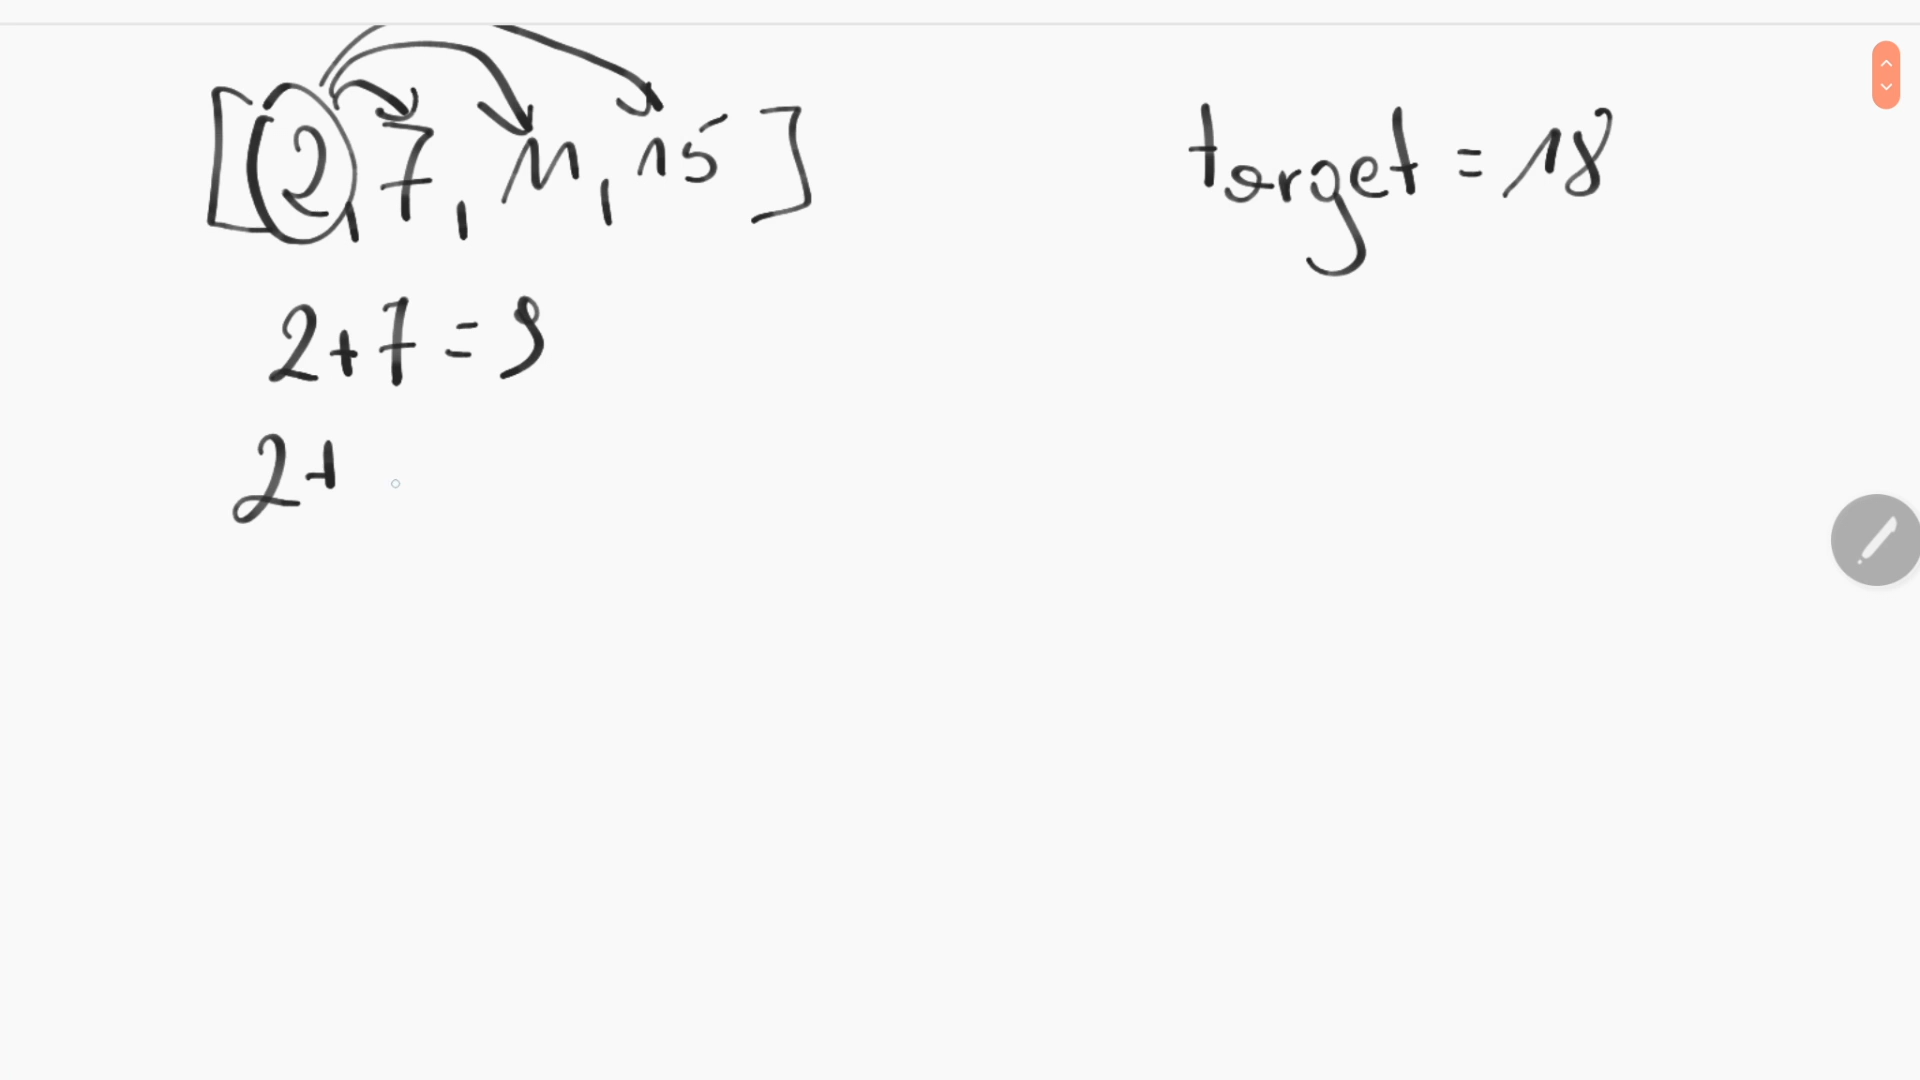 [2, 7, 11, 15]
target = 18
2+7=9
2+